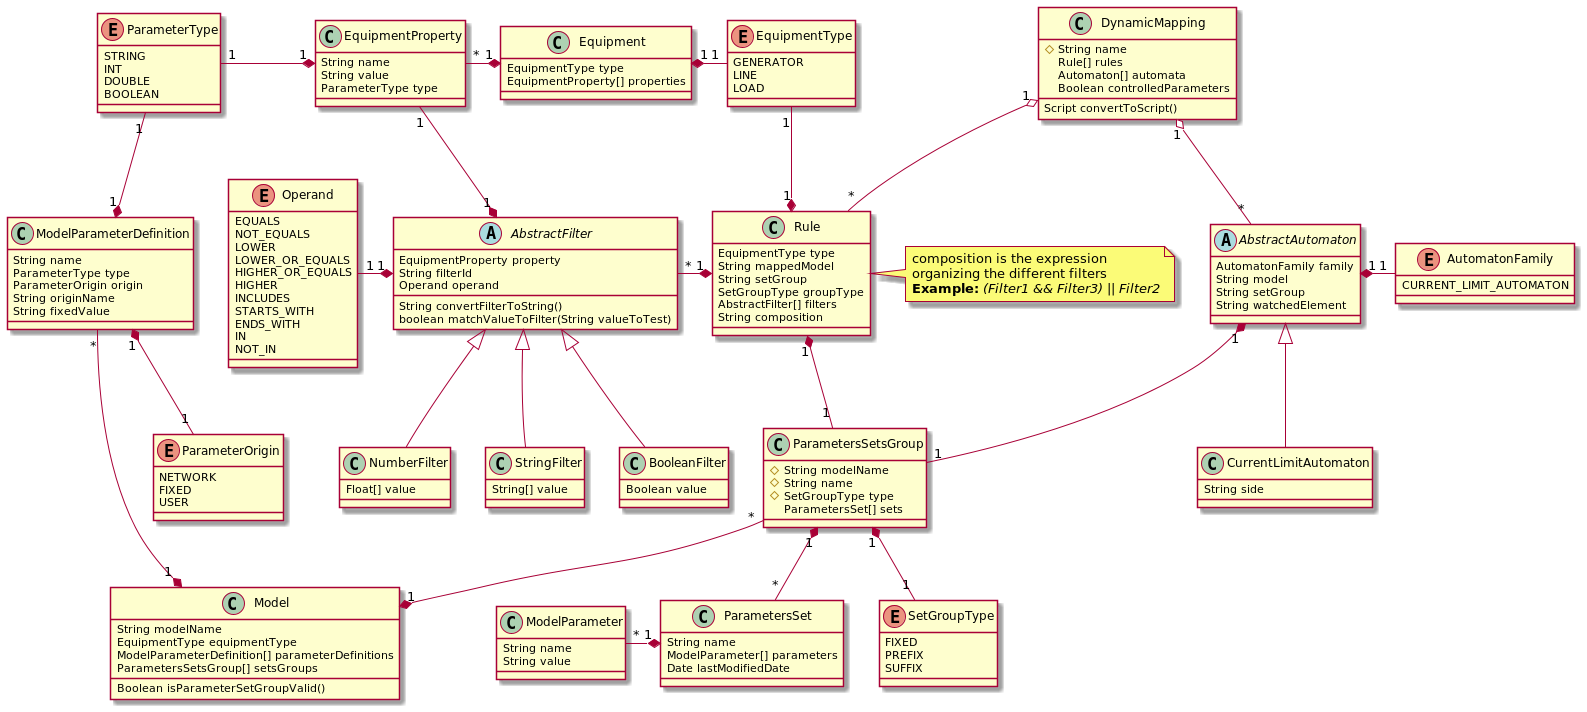 E ParameterType
STRING
INT
DOUBLE
BOOLEAN
1
1
C EquipmentProperty
String name
String value
ParameterType type
*
1
C Equipment
EquipmentType type
EquipmentProperty[] properties
1
1
E EquipmentType
GENERATOR
LINE
LOAD
C DynamicMapping
String name
Rule[] rules
Automaton[] automata
Boolean controlledParameters
Script convertToScript()
1
1
1
1
1
*
*
1
1
1
E Operand
EQUALS
NOT_EQUALS
LOWER
LOWER_OR_EQUALS
HIGHER_OR_EQUALS
HIGHER
INCLUDES
STARTS_WITH
ENDS_WITH
IN
NOT_IN
C ModelParameterDefinition
String name
ParameterType type
ParameterOrigin origin
String originName
String fixedValue
1
1
A AbstractFilter
EquipmentProperty property
String filterId
Operand operand
String convertFilterToString()
boolean matchValueToFilter(String valueToTest)
*
1
C Rule
EquipmentType type
String mappedModel
String setGroup
SetGroupType groupType
AbstractFilter[] filters
String composition
composition is the expression
organizing the different filters
Example: (Filter1 && Filter3) || Filter2
A AbstractAutomaton
AutomatonFamily family
String model
String setGroup
String watchedElement
1
1
E AutomatonFamily
CURRENT_LIMIT_AUTOMATON
*
1
1
1
1
1
1
E ParameterOrigin
NETWORK
FIXED
USER
C NumberFilter
Float[] value
C StringFilter
String[] value
C BooleanFilter
Boolean value
C ParametersSetsGroup
String modelName
String name
SetGroupType type
ParametersSet[] sets
C CurrentLimitAutomaton
String side
*
1
1
1
*
1
1
C Model
String modelName
EquipmentType equipmentType
ModelParameterDefinition[] parameterDefinitions
ParametersSetsGroup[] setsGroups
Boolean isParameterSetGroupValid()
C ModelParameter
String name
String value
*
1
C ParametersSet
String name
ModelParameter[] parameters
Date lastModifiedDate
E SetGroupType
FIXED
PREFIX
SUFFIX